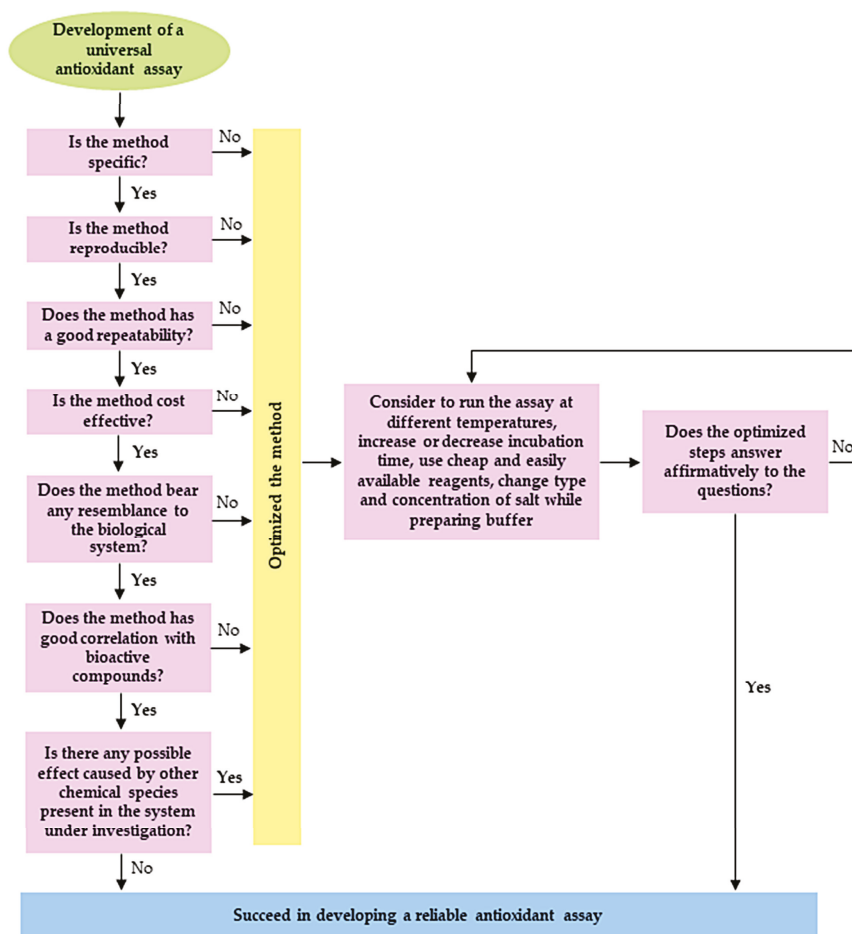 Development of a
universal
antioxidant assay
Is the method
specific?
No
Yes
Is the method
reproducible?
No
Yes
Does the method has
a good repeatability?
No
Yes
Is the method cost
effective?
No
Yes
Does the method bear
any resemblance to
the biological
system?
No
Yes
Does the method has
good correlation with
bioactive
compounds?
No
Yes
Is there any possible
effect caused by other
chemical species
present in the system
under investigation?
Yes
No
Optimized the method
Consider to run the assay at
different temperatures,
increase or decrease incubation
time, use cheap and easily
available reagents, change type
and concentration of salt while
preparing buffer
Does the optimized
steps answer
affirmatively to the
questions?
No
Yes
Succeed in developing a reliable antioxidant assay